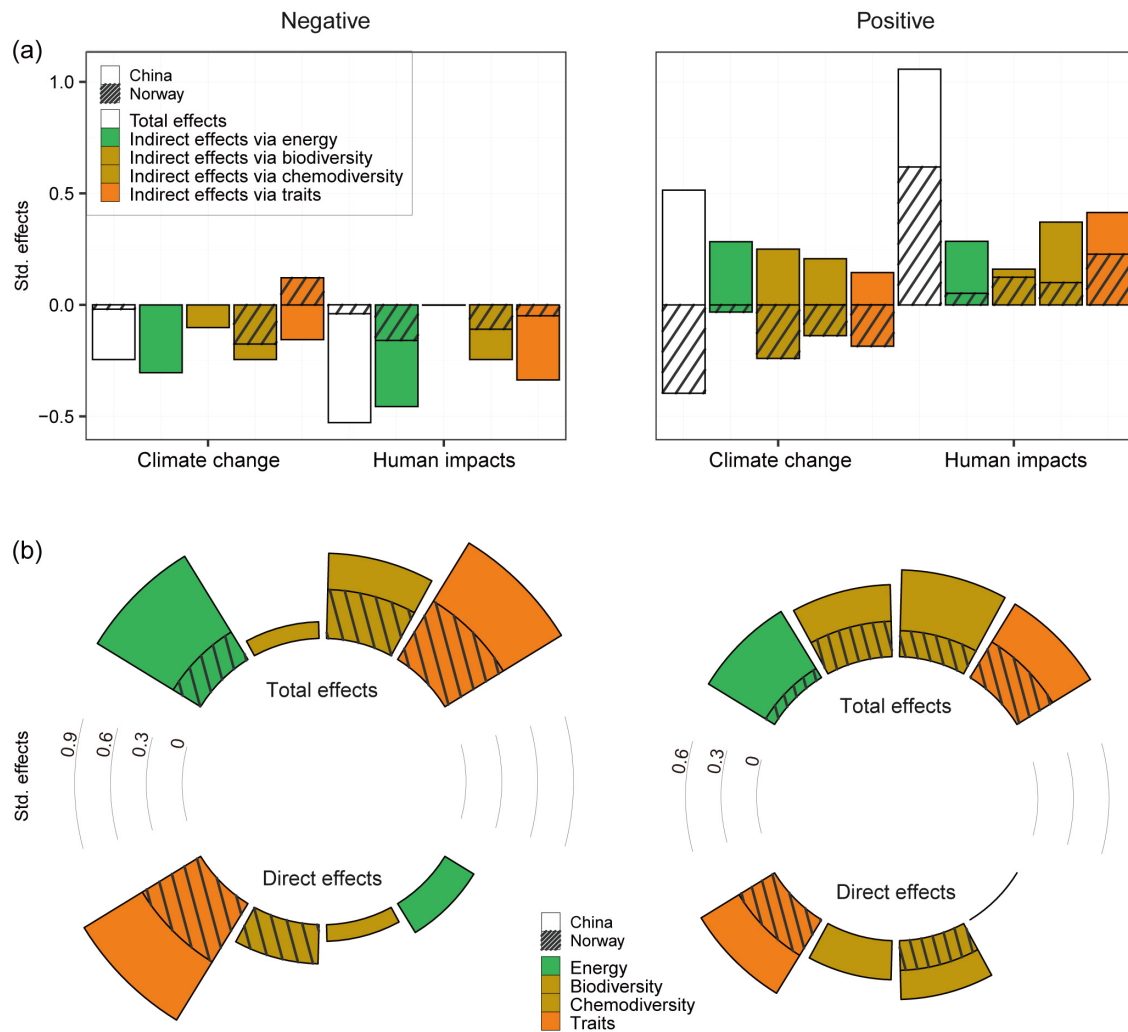 Negative
Positive
(a)
China
Norway
Total effects
Indirect effects via energy
Indirect effects via biodiversity
Indirect effects via chemodiversity
Indirect effects via traits
Std. effects
1.0
0.5
0.0
−0.5
Climate change
Human impacts
Climate change
Human impacts
(b)
Total effects
Total effects
Std. effects
0.9
0.6
0.3
0
0.6
0.3
0
Direct effects
Direct effects
China
Norway
Energy
Biodiversity
Chemodiversity
Traits